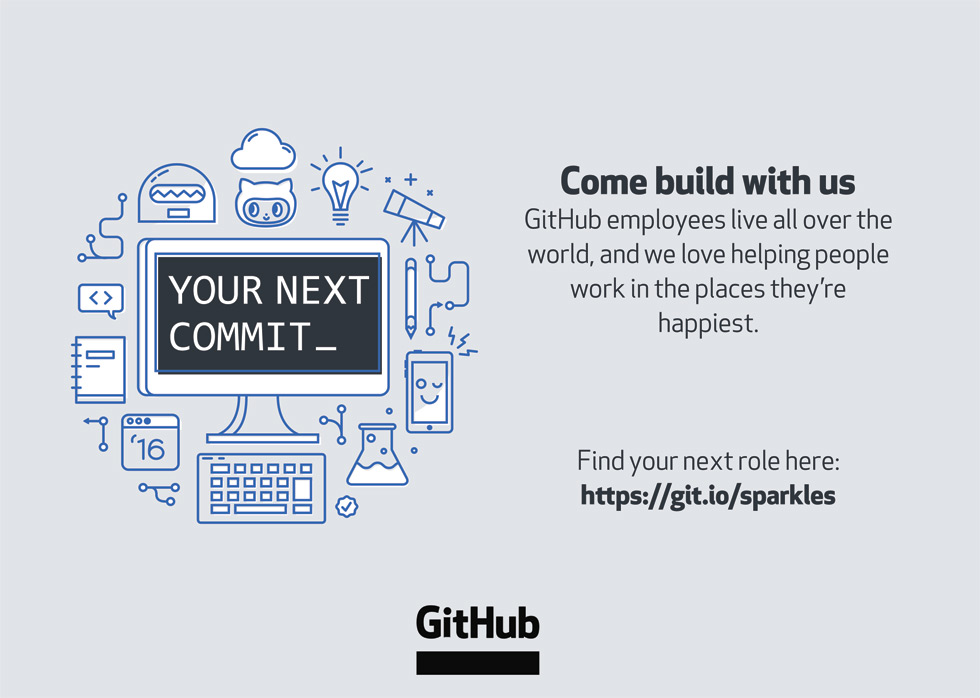 YOUR NEXT
COMMIT_
'16
Come build with us
GitHub employees live all over the
world, and we love helping people
work in the places they're
happiest.
Find your next role here:
https://git.io/sparkles
GitHub